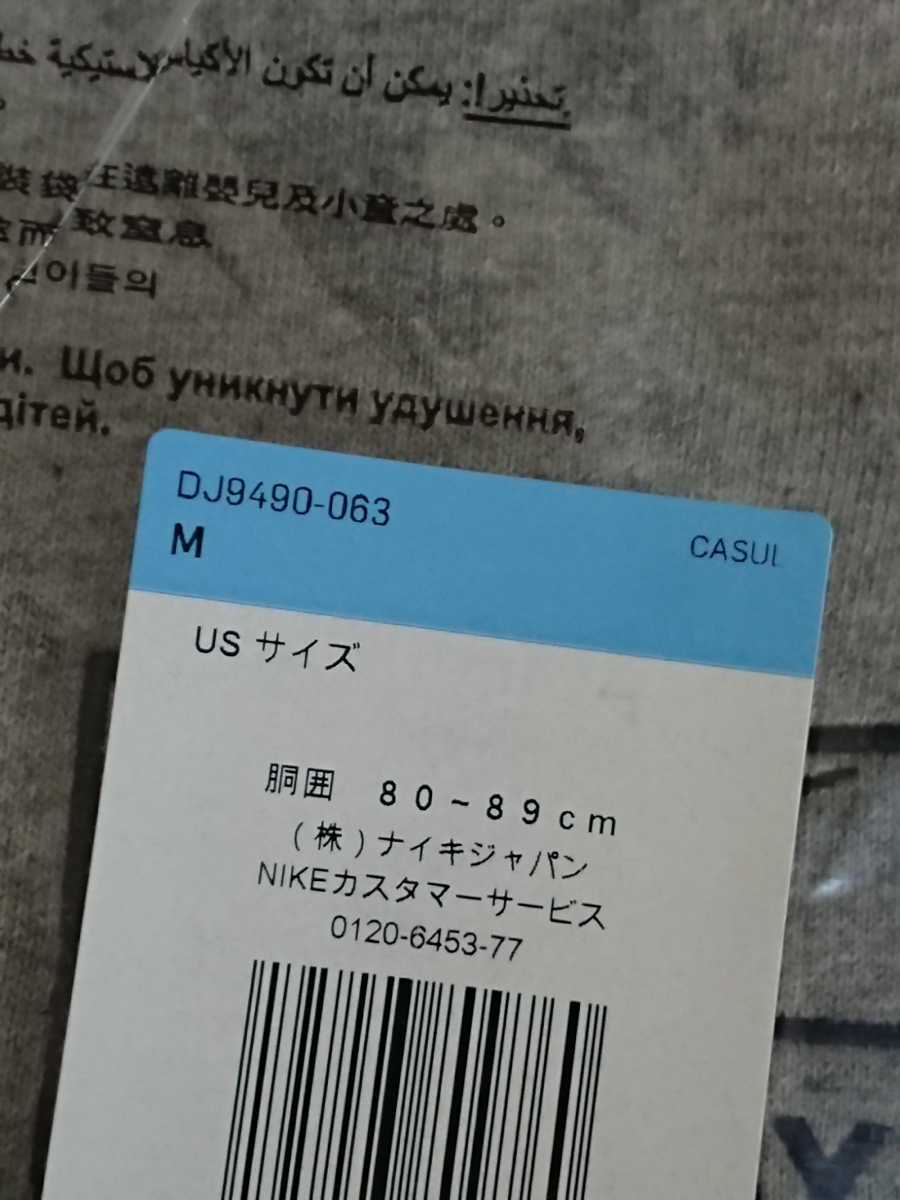 تحذير!: يمكن أن تكون الأكياس
裝袋在遠離嬰兒及小童之處。
而致窒息
린이들의
и. Щоб уникнути удушення,
дітей.
DJ9490-063
M
CASUL
US サイズ
胴囲 80~89cm
(株)ナイキジャパン
NIKEカスタマーサービス
0120-6453-77